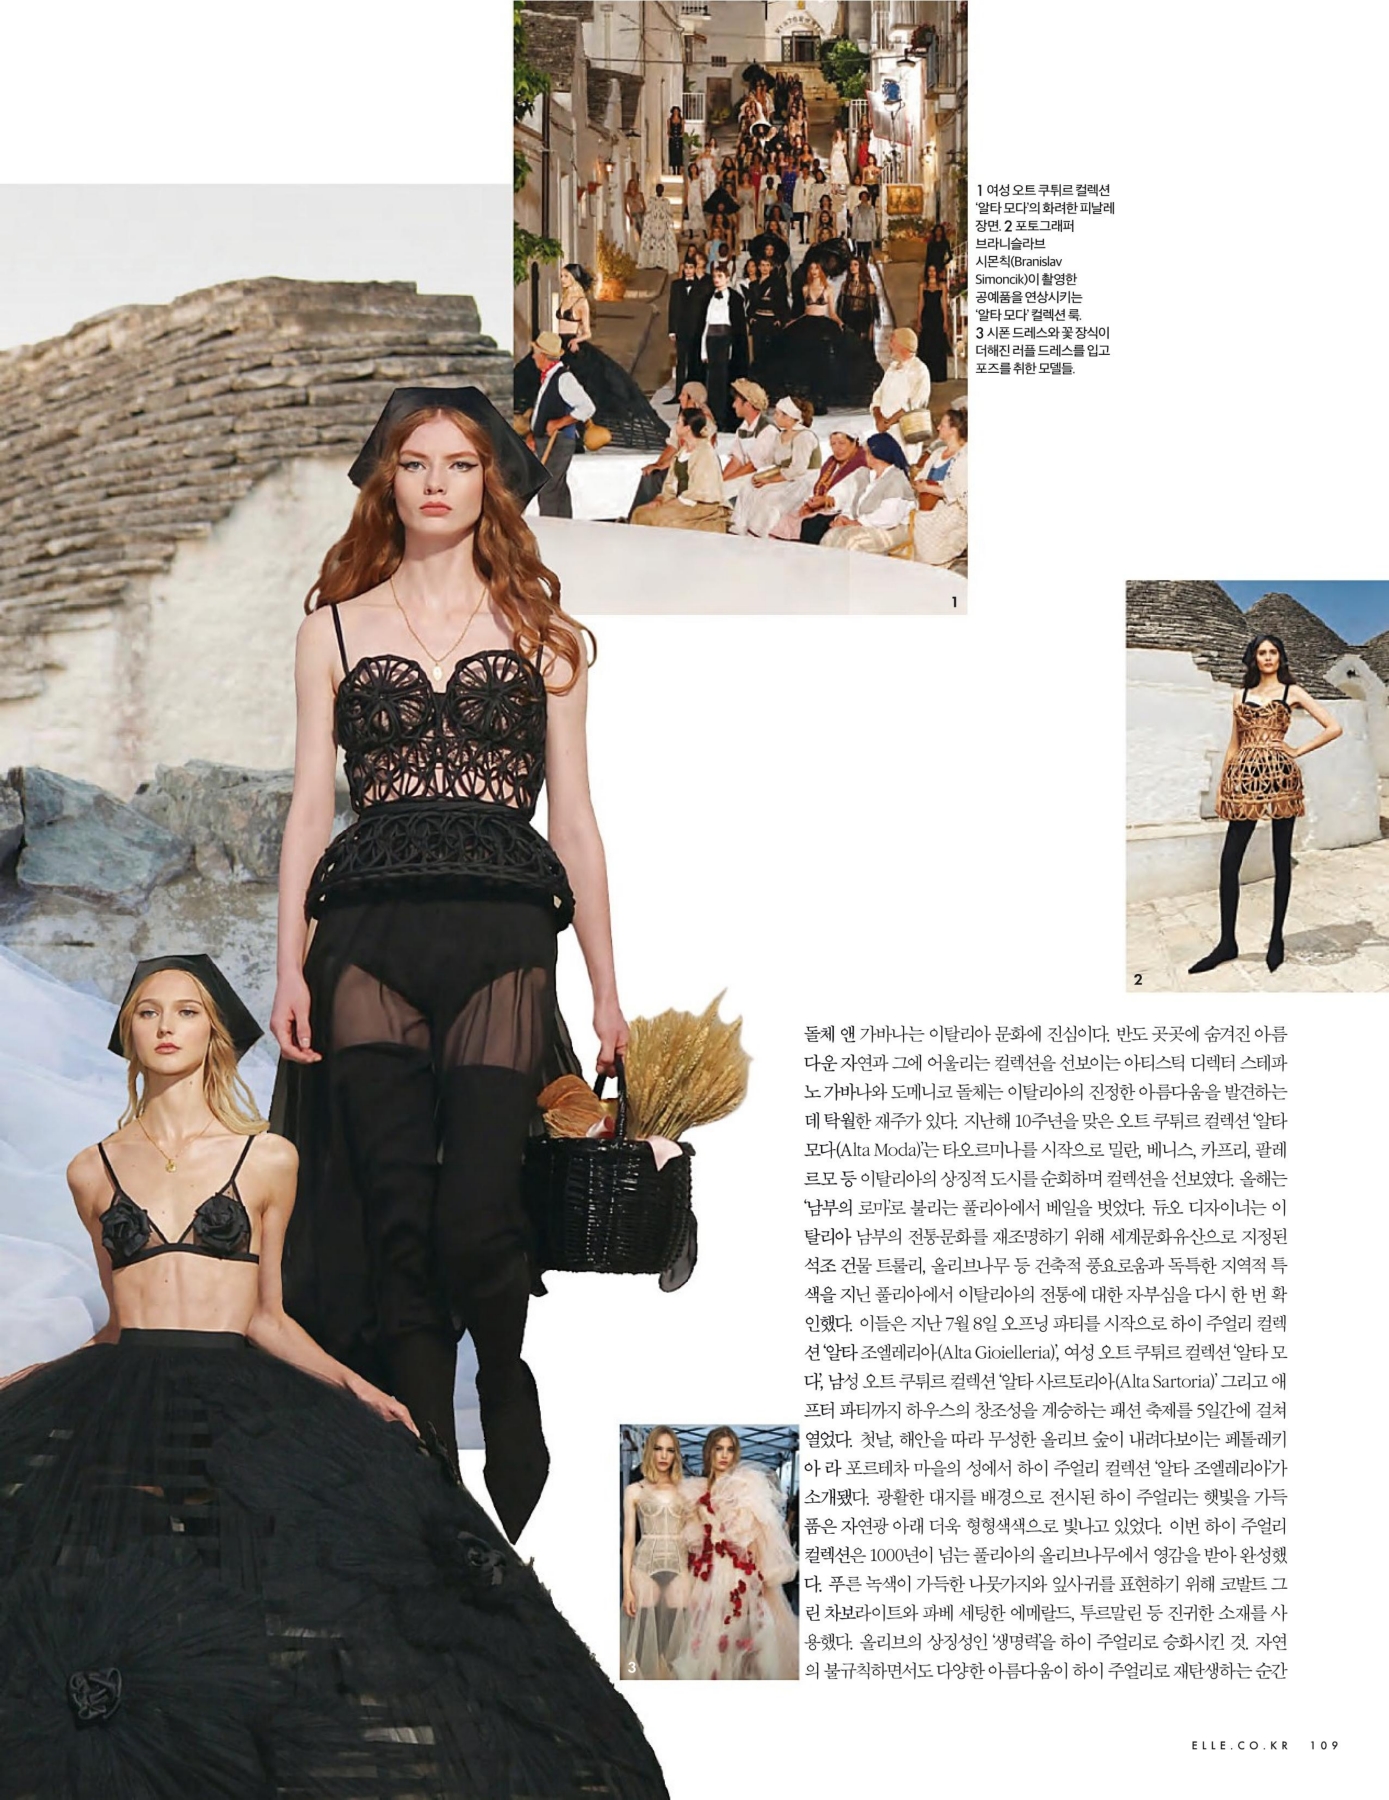 1 여성 오트 쿠튀르 컬렉션
‘알타 모다’의 화려한 피날레
장면. 2 포토그래퍼
브라니슬라브
시몬칙(Branislav
Simoncik)이 촬영한
공예품을 연상시키는
‘알타 모다’ 컬렉션 룩.
3 시폰 드레스와 꽃 장식이
더해진 러플 드레스를 입고
포즈를 취한 모델들.
1
2
돌체 앤 가바나는 이탈리아 문화에 진심이다. 반도 곳곳에 숨겨진 아름
다운 자연과 그에 어울리는 컬렉션을 선보이는 아티스틱 디렉터 스테파
노 가바나와 도메니코 돌체는 이탈리아의 진정한 아름다움을 발견하는
데 탁월한 재주가 있다. 지난해 10주년을 맞은 오트 쿠튀르 컬렉션 ‘알타
모다(Alta Moda)’는 타오르미나를 시작으로 밀란, 베니스, 카프리, 팔레
르모 등 이탈리아의 상징적 도시를 순회하며 컬렉션을 선보였다. 올해는
‘남부의 로마’로 불리는 풀리아에서 베일을 벗었다. 듀오 디자이너는 이
탈리아 남부의 전통문화를 재조명하기 위해 세계문화유산으로 지정된
석조 건물 트룰리, 올리브나무 등 건축적 풍요로움과 독특한 지역적 특
색을 지닌 풀리아에서 이탈리아의 전통에 대한 자부심을 다시 한 번 확
인했다. 이들은 지난 7월 8일 오프닝 파티를 시작으로 하이 주얼리 컬렉
션 ‘알타 조엘레리아(Alta Gioielleria)’, 여성 오트 쿠튀르 컬렉션 ‘알타 모
다’, 남성 오트 쿠튀르 컬렉션 ‘알타 사르토리아(Alta Sartoria)’ 그리고 애
프터 파티까지 하우스의 창조성을 계승하는 패션 축제를 5일간에 걸쳐
열었다. 첫날, 해안을 따라 무성한 올리브 숲이 내려다보이는 페톨레키
아 라 포르테차 마을의 성에서 하이 주얼리 컬렉션 ‘알타 조엘레리아’가
소개됐다. 광활한 대지를 배경으로 전시된 하이 주얼리는 햇빛을 가득
품은 자연광 아래 더욱 형형색색으로 빛나고 있었다. 이번 하이 주얼리
컬렉션은 1000년이 넘는 풀리아의 올리브나무에서 영감을 받아 완성했
다. 푸른 녹색이 가득한 나뭇가지와 잎사귀를 표현하기 위해 코발트 그
린 차보라이트와 파베 세팅한 에메랄드, 투르말린 등 진귀한 소재를 사
용했다. 올리브의 상징성인 ‘생명력’을 하이 주얼리로 승화시킨 것. 자연
의 불규칙하면서도 다양한 아름다움이 하이 주얼리로 재탄생하는 순간
3
ELLE.CO.KR 109